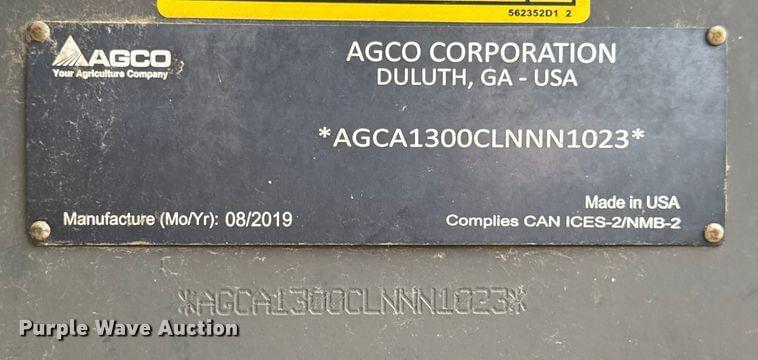 562352D1 2
AGCO
Your Agriculture Company
AGCO CORPORATION
DULUTH, GA - USA
*AGCA1300CLNNN1023*
Made in USA
Manufacture (Mo/Yr): 08/2019
Complies CAN ICES-2/NMB-2
*AGCA1300CLNNN1023*
Purple Wave Auction